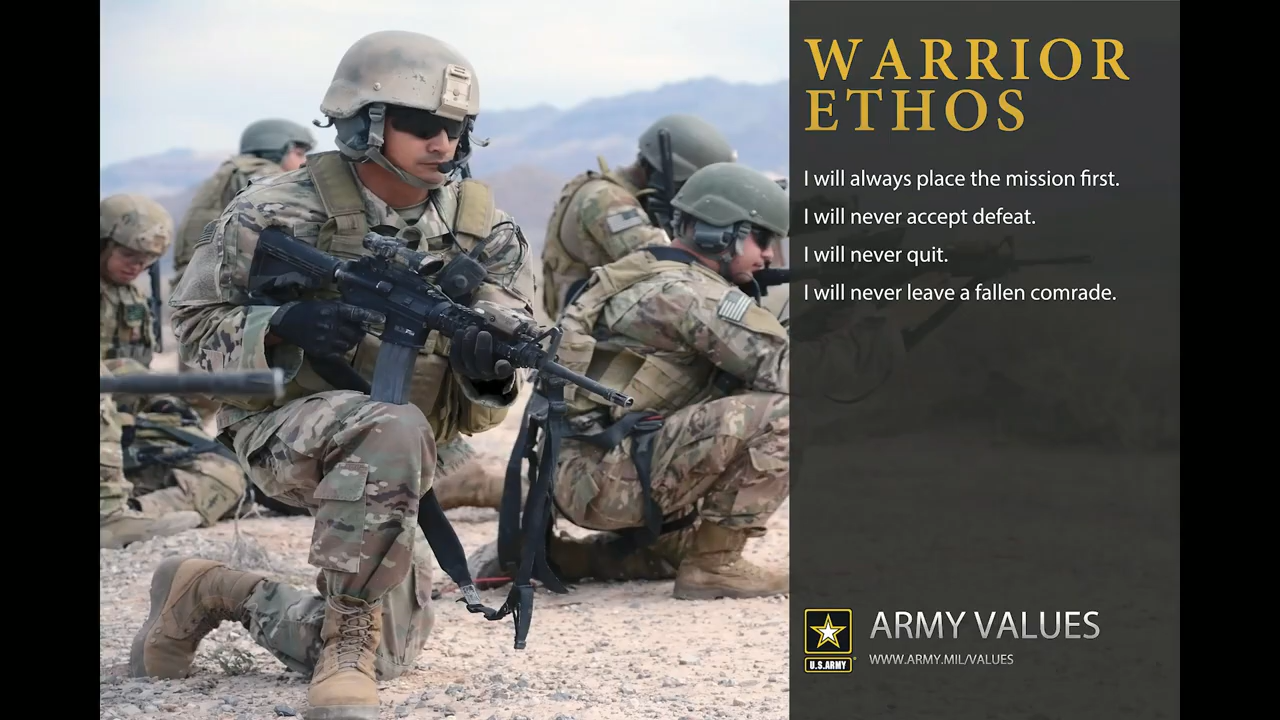 WARRIOR
ETHOS
I will always place the mission first.
I will never accept defeat.
I will never quit.
I will never leave a fallen comrade.
ARMY VALUES
U.S.ARMY
WWW.ARMY.MIL/VALUES